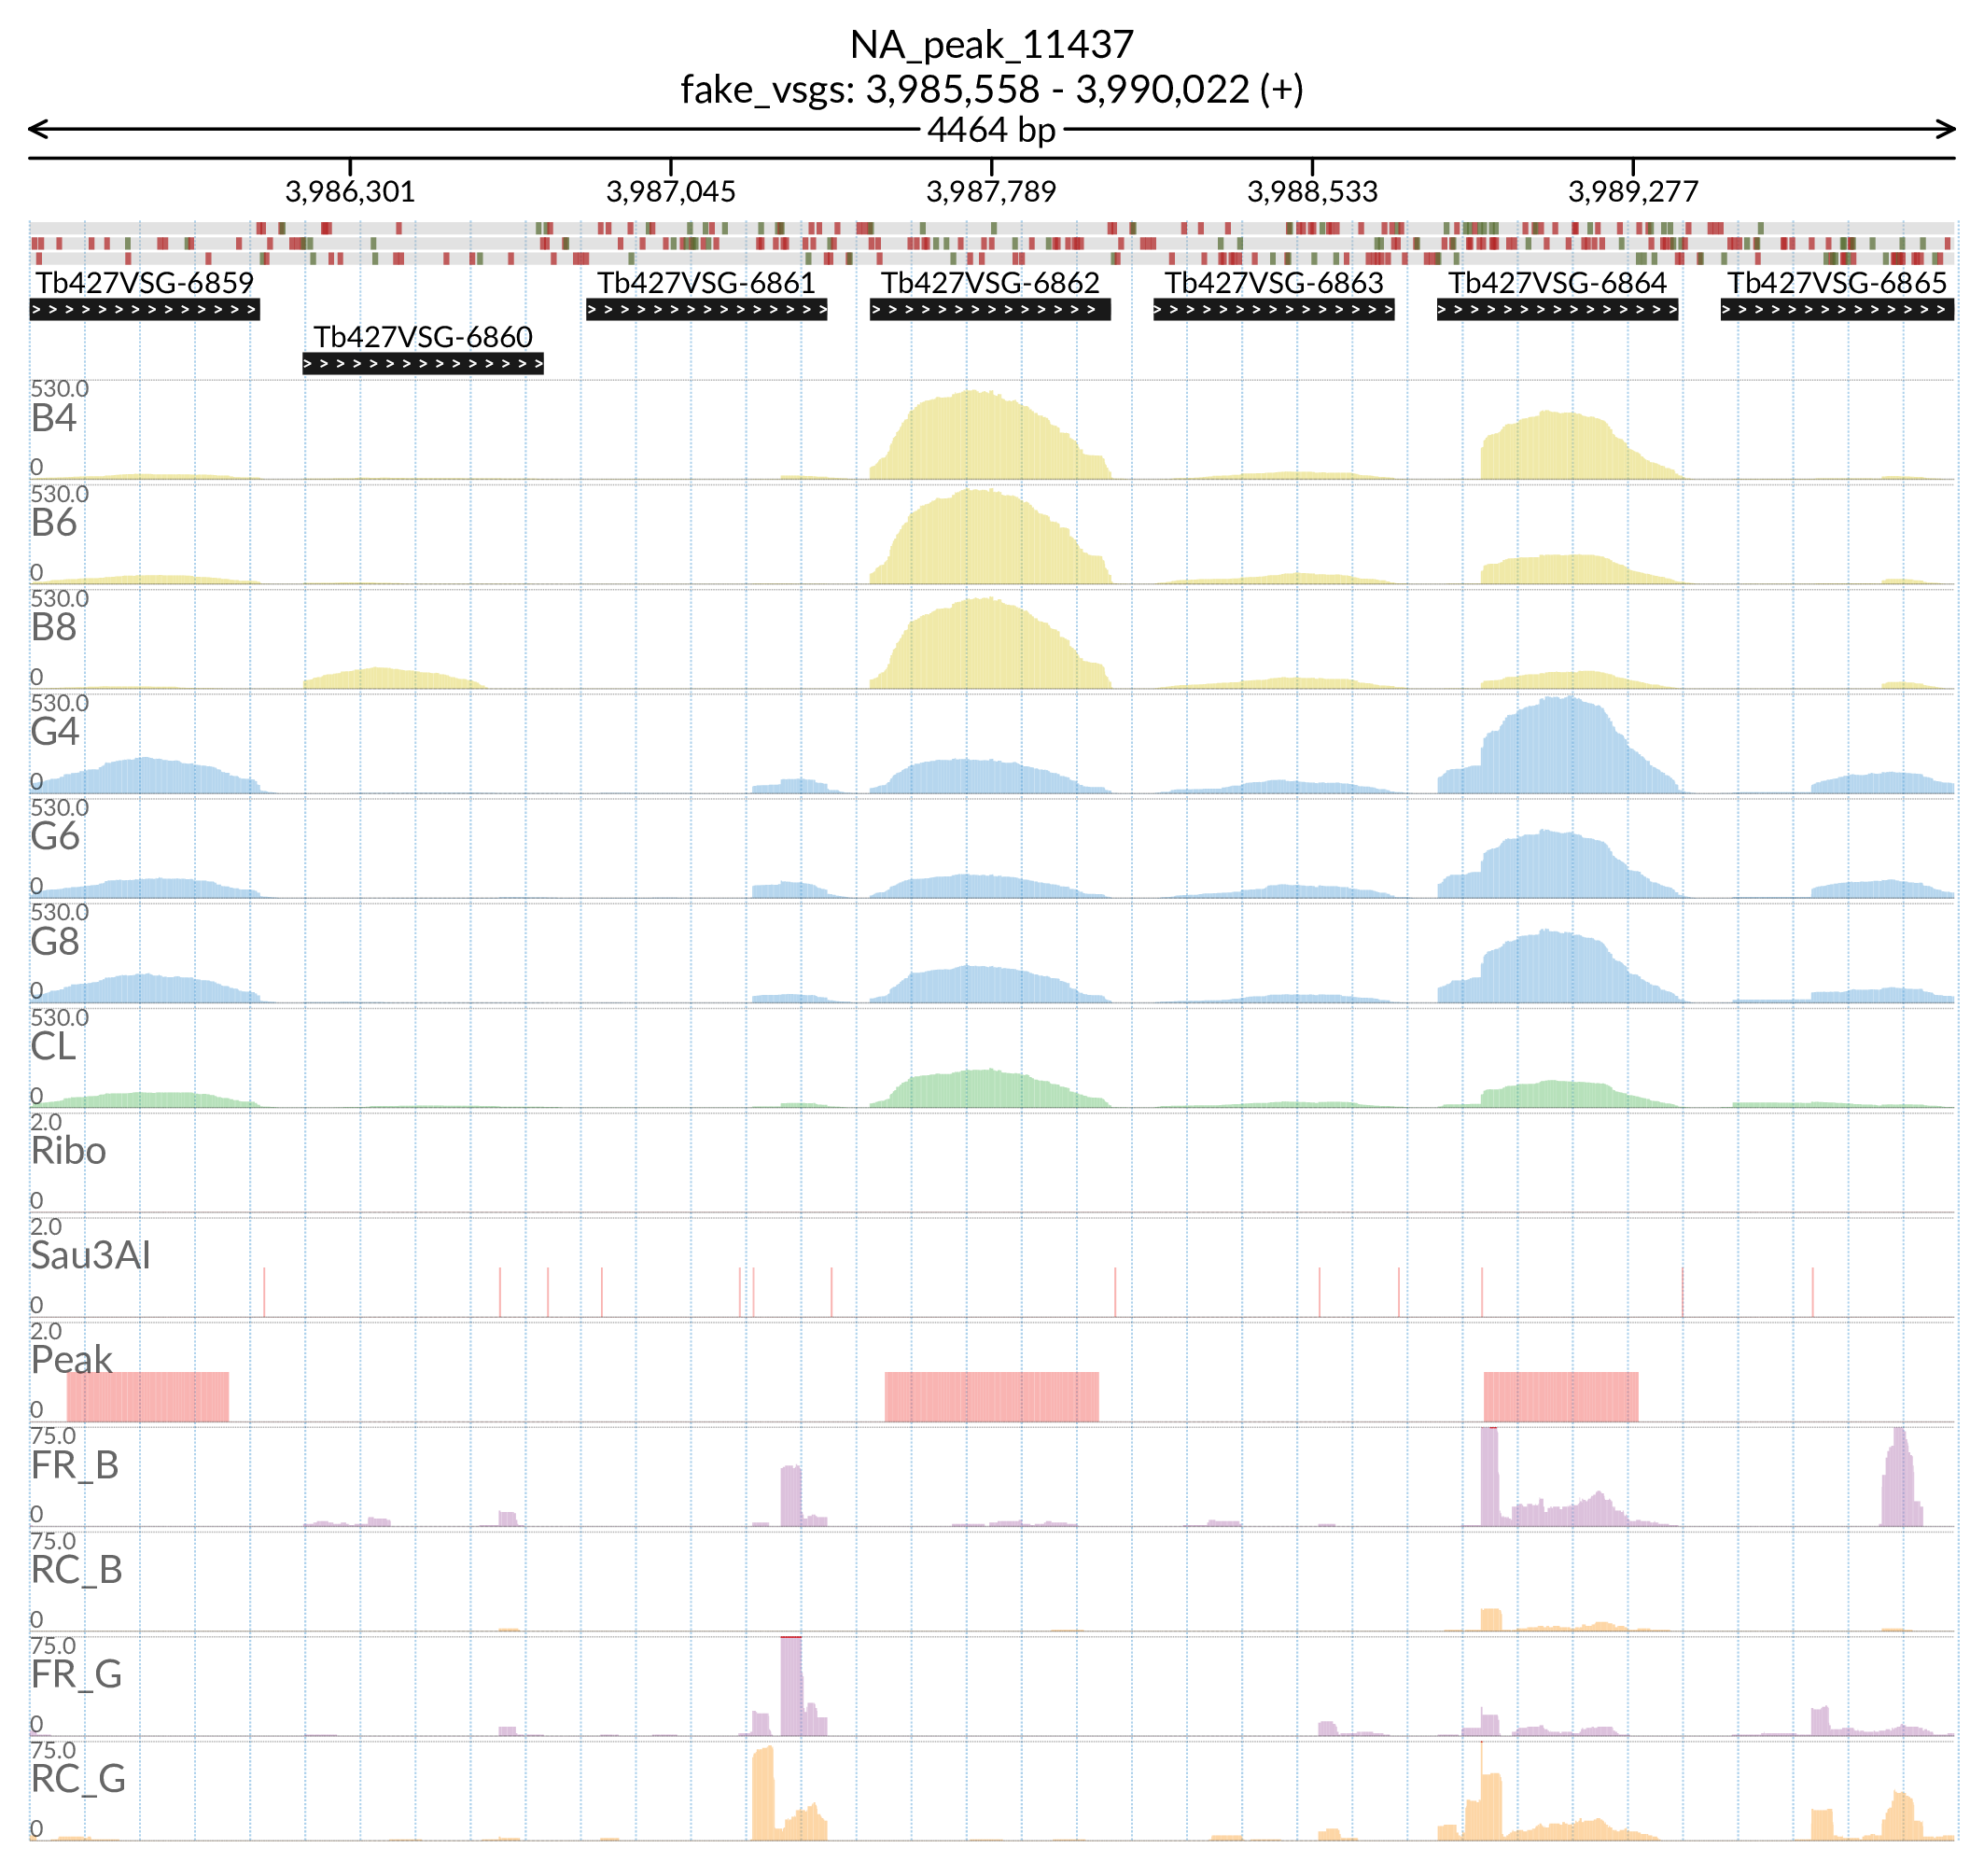 NA_peak_11437
fake_vsgs: 3,985,558 - 3,990,022 (+)
4464 bp
3,986,301 3,987,045 3,987,789 3,988,533 3,989,277
Tb427VSG-6859 Tb427VSG-6861 Tb427VSG-6862 Tb427VSG-6863 Tb427VSG-6864 Tb427VSG-6865
Tb427VSG-6860
530.0
B4
0
530.0
B6
0
530.0
B8
0
530.0
G4
0
530.0
G6
0
530.0
G8
0
530.0
CL
0
2.0
Ribo
0
2.0
Sau3AI
0
2.0
Peak
0
75.0
FR_B
0
75.0
RC_B
0
75.0
FR_G
0
75.0
RC_G
0